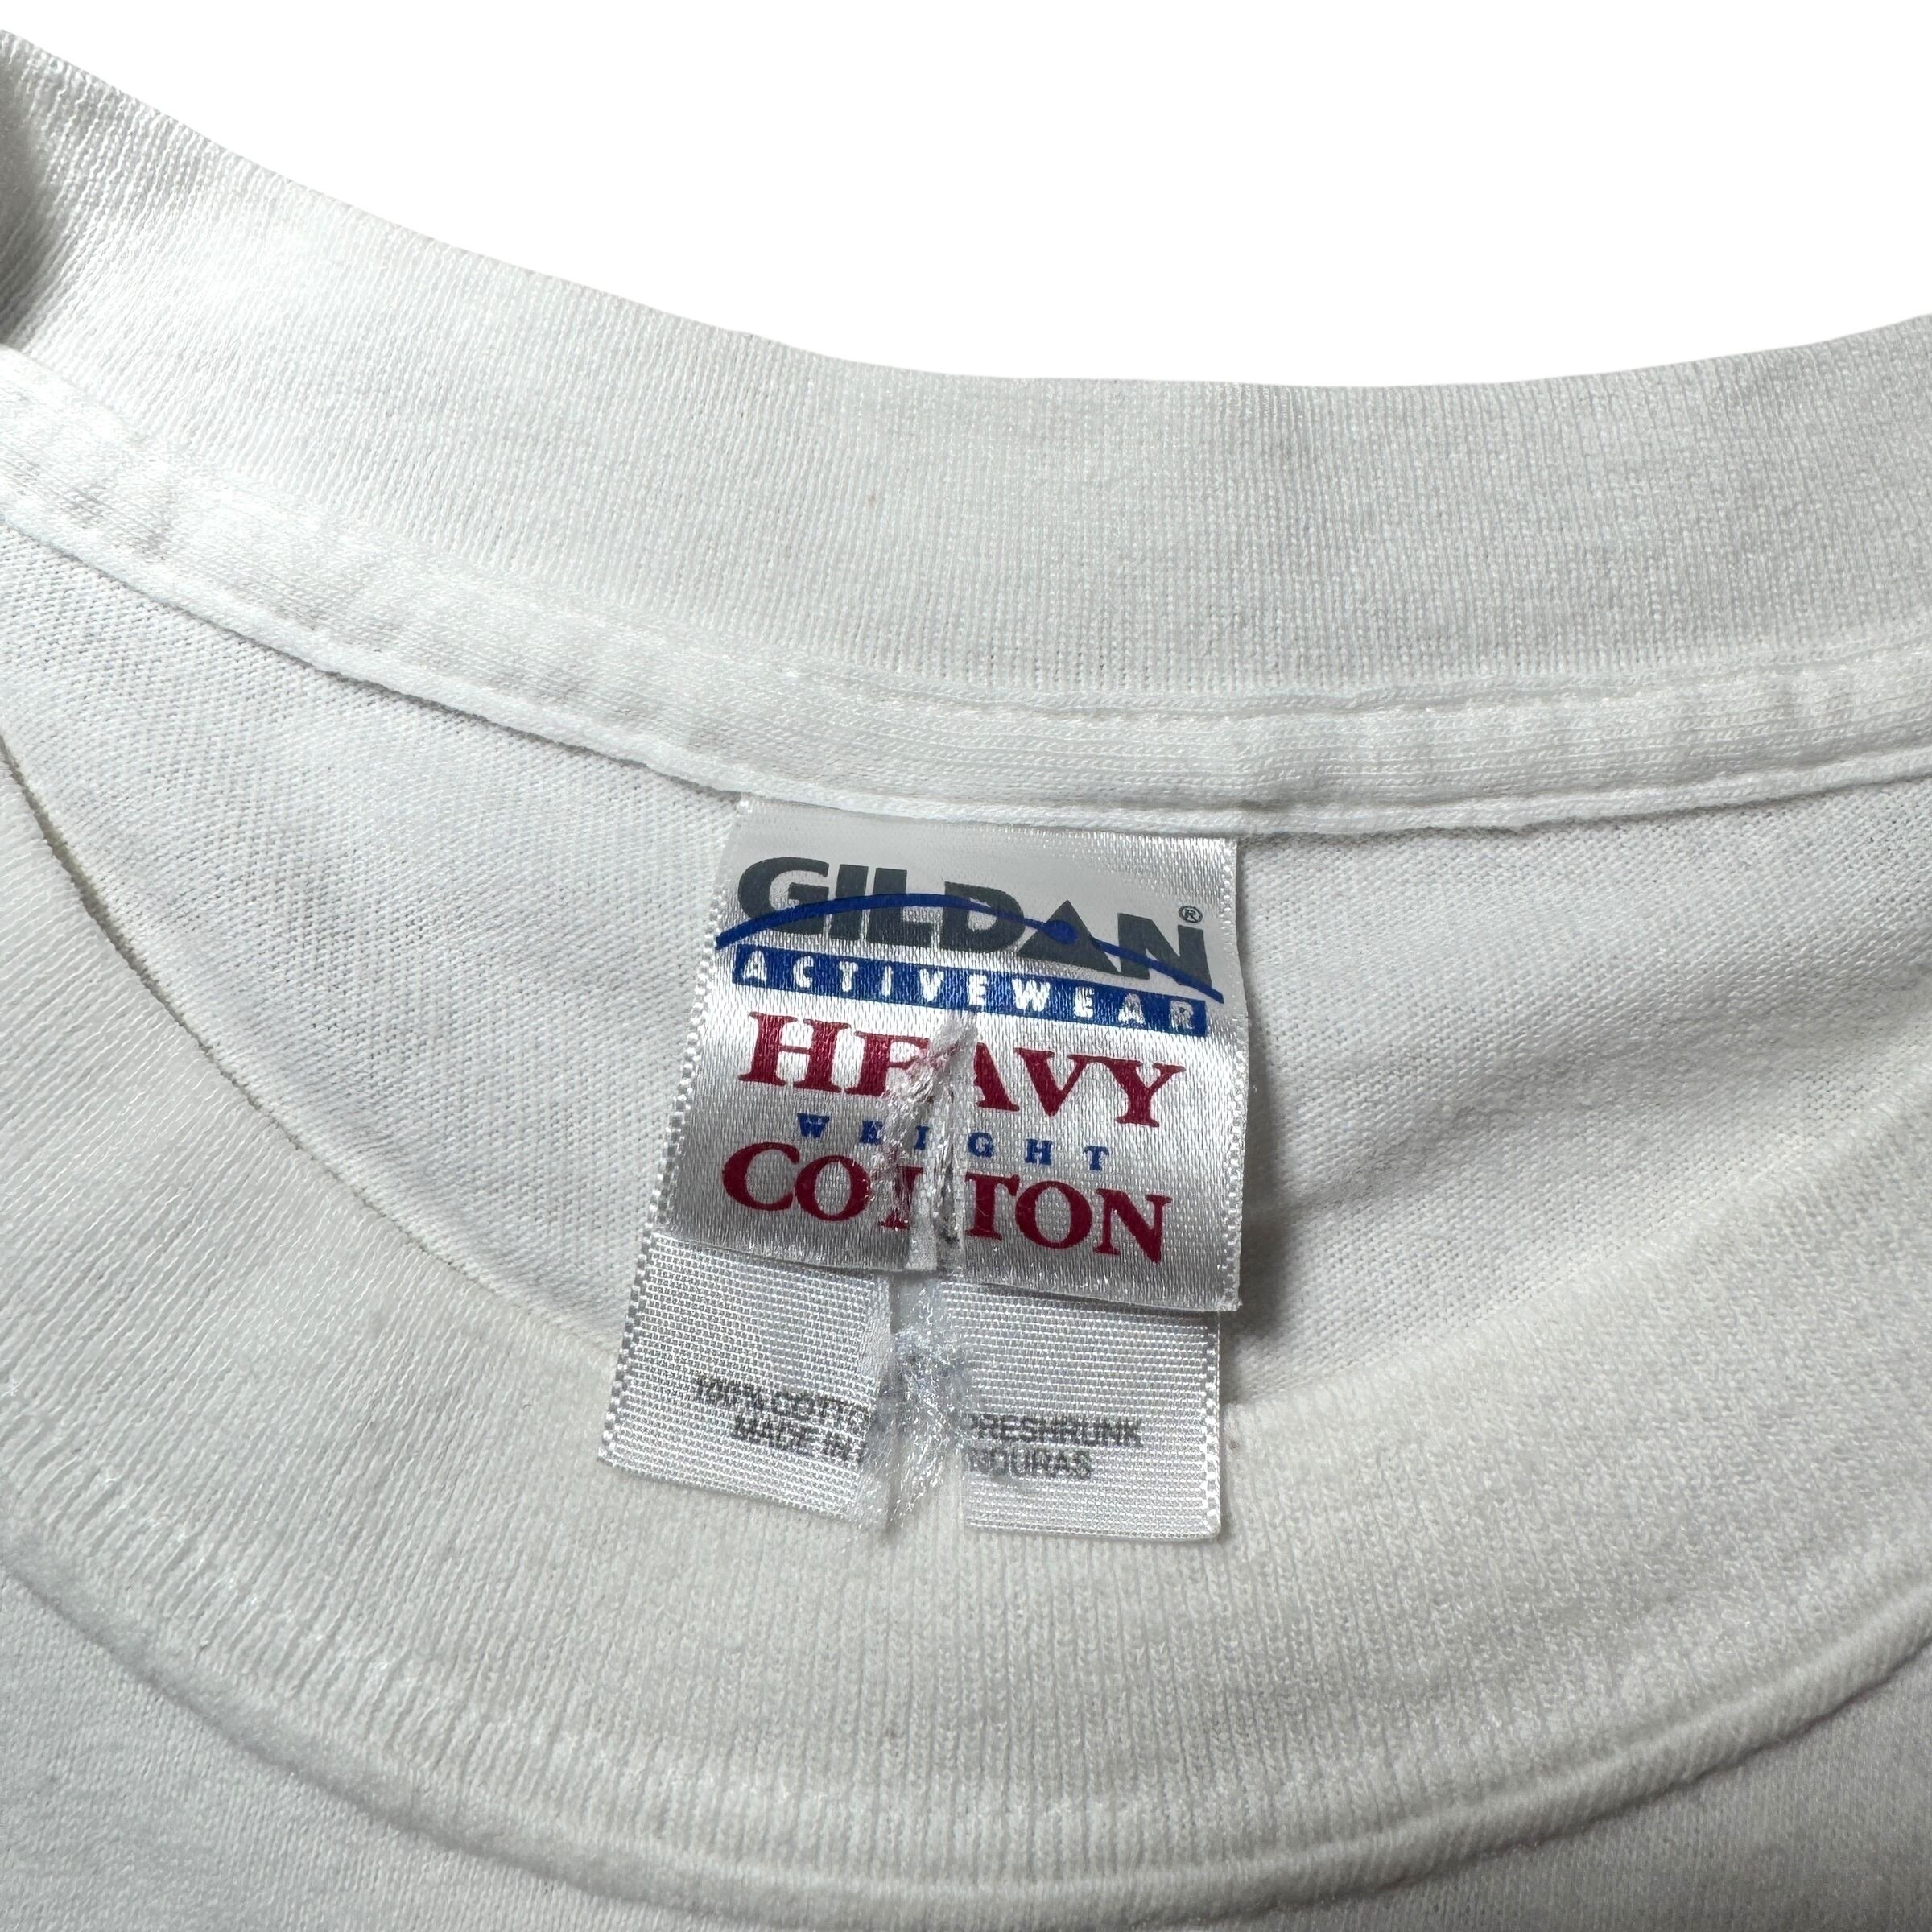 GILDAN®
ACTIVEWEAR
HEAVY
WEIGHT
COTTON
100% COTTON PRESHRUNK
MADE IN HONDURAS